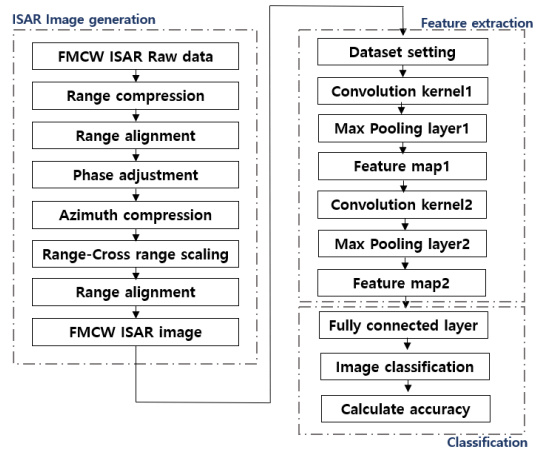 ISAR Image generation
FMCW ISAR Raw data
Range compression
Range alignment
Phase adjustment
Azimuth compression
Range-Cross range scaling
Range alignment
FMCW ISAR image
Feature extraction
Dataset setting
Convolution kernel1
Max Pooling layer1
Feature map1
Convolution kernel2
Max Pooling layer2
Feature map2
Fully connected layer
Image classification
Calculate accuracy
Classification